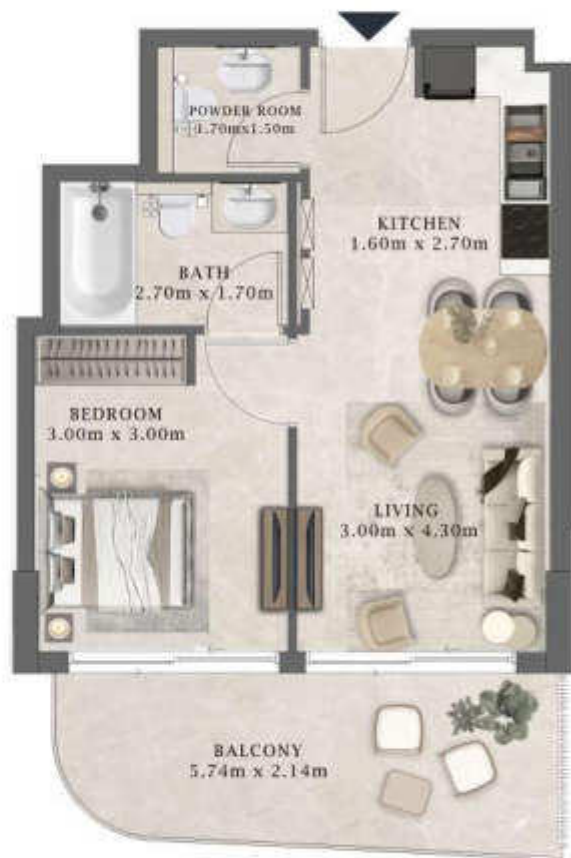 POWDER ROOM
1.70mx1.50m
KITCHEN
1.60m x 2.70m
BATH
2.70m x 1.70m
BEDROOM
3.00m x 3.00m
LIVING
3.00m x 4.30m
BALCONY
5.74m x 2.14m